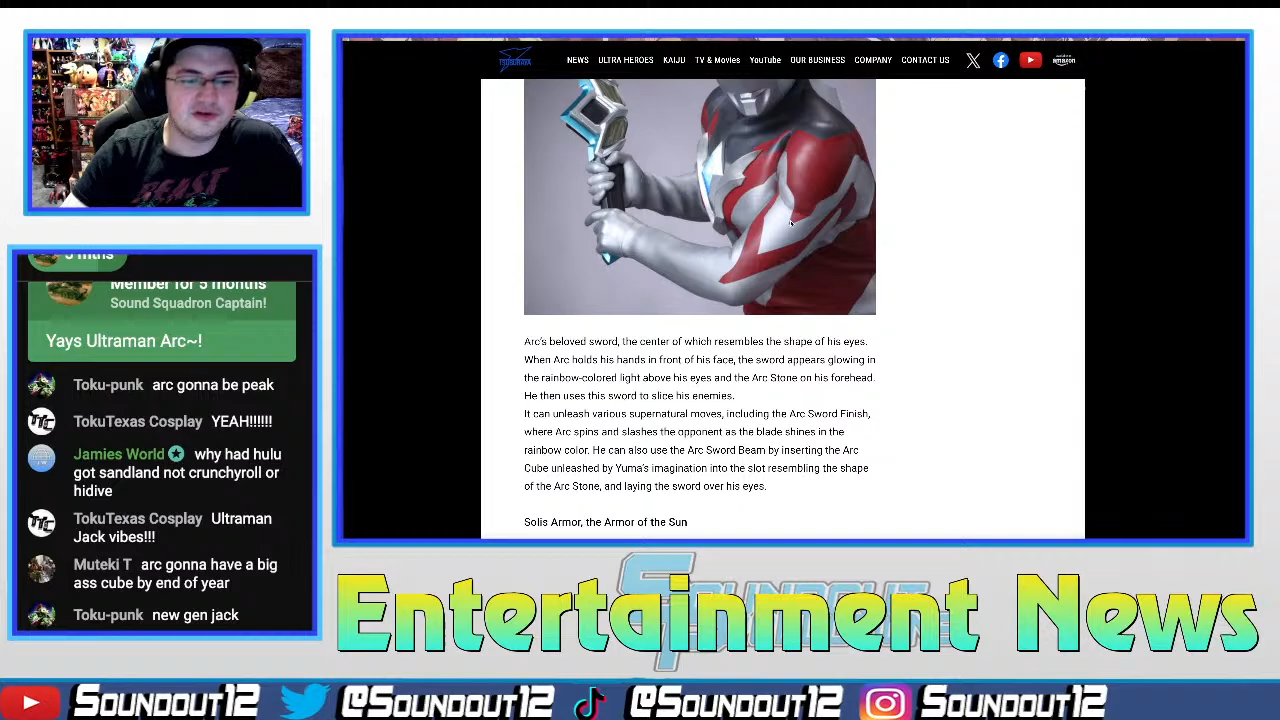 TSUBURAYA
NEWS ULTRA HEROES KAIJU TV & Movies YouTube OUR BUSINESS COMPANY CONTACT US
amazon
BEAST
5 mths
Member for 5 months
Sound Squadron Captain!
Yays Ultraman Arc~!
Toku-punk arc gonna be peak
TokuTexas Cosplay YEAH!!!!!!
Jamies World why had hulu
got sandland not crunchyroll or
hidive
TokuTexas Cosplay Ultraman
Jack vibes!!!
Muteki T arc gonna have a big
ass cube by end of year
Toku-punk new gen jack
Arc's beloved sword, the center of which resembles the shape of his eyes.
When Arc holds his hands in front of his face, the sword appears glowing in
the rainbow-colored light above his eyes and the Arc Stone on his forehead.
He then uses this sword to slice his enemies.
It can unleash various supernatural moves, including the Arc Sword Finish,
where Arc spins and slashes the opponent as the blade shines in the
rainbow color. He can also use the Arc Sword Beam by inserting the Arc
Cube unleashed by Yuma's imagination into the slot resembling the shape
of the Arc Stone, and laying the sword over his eyes.
Solis Armor, the Armor of the Sun
Entertainment News
Soundout12 @Soundout12 @Soundout12 Soundout12